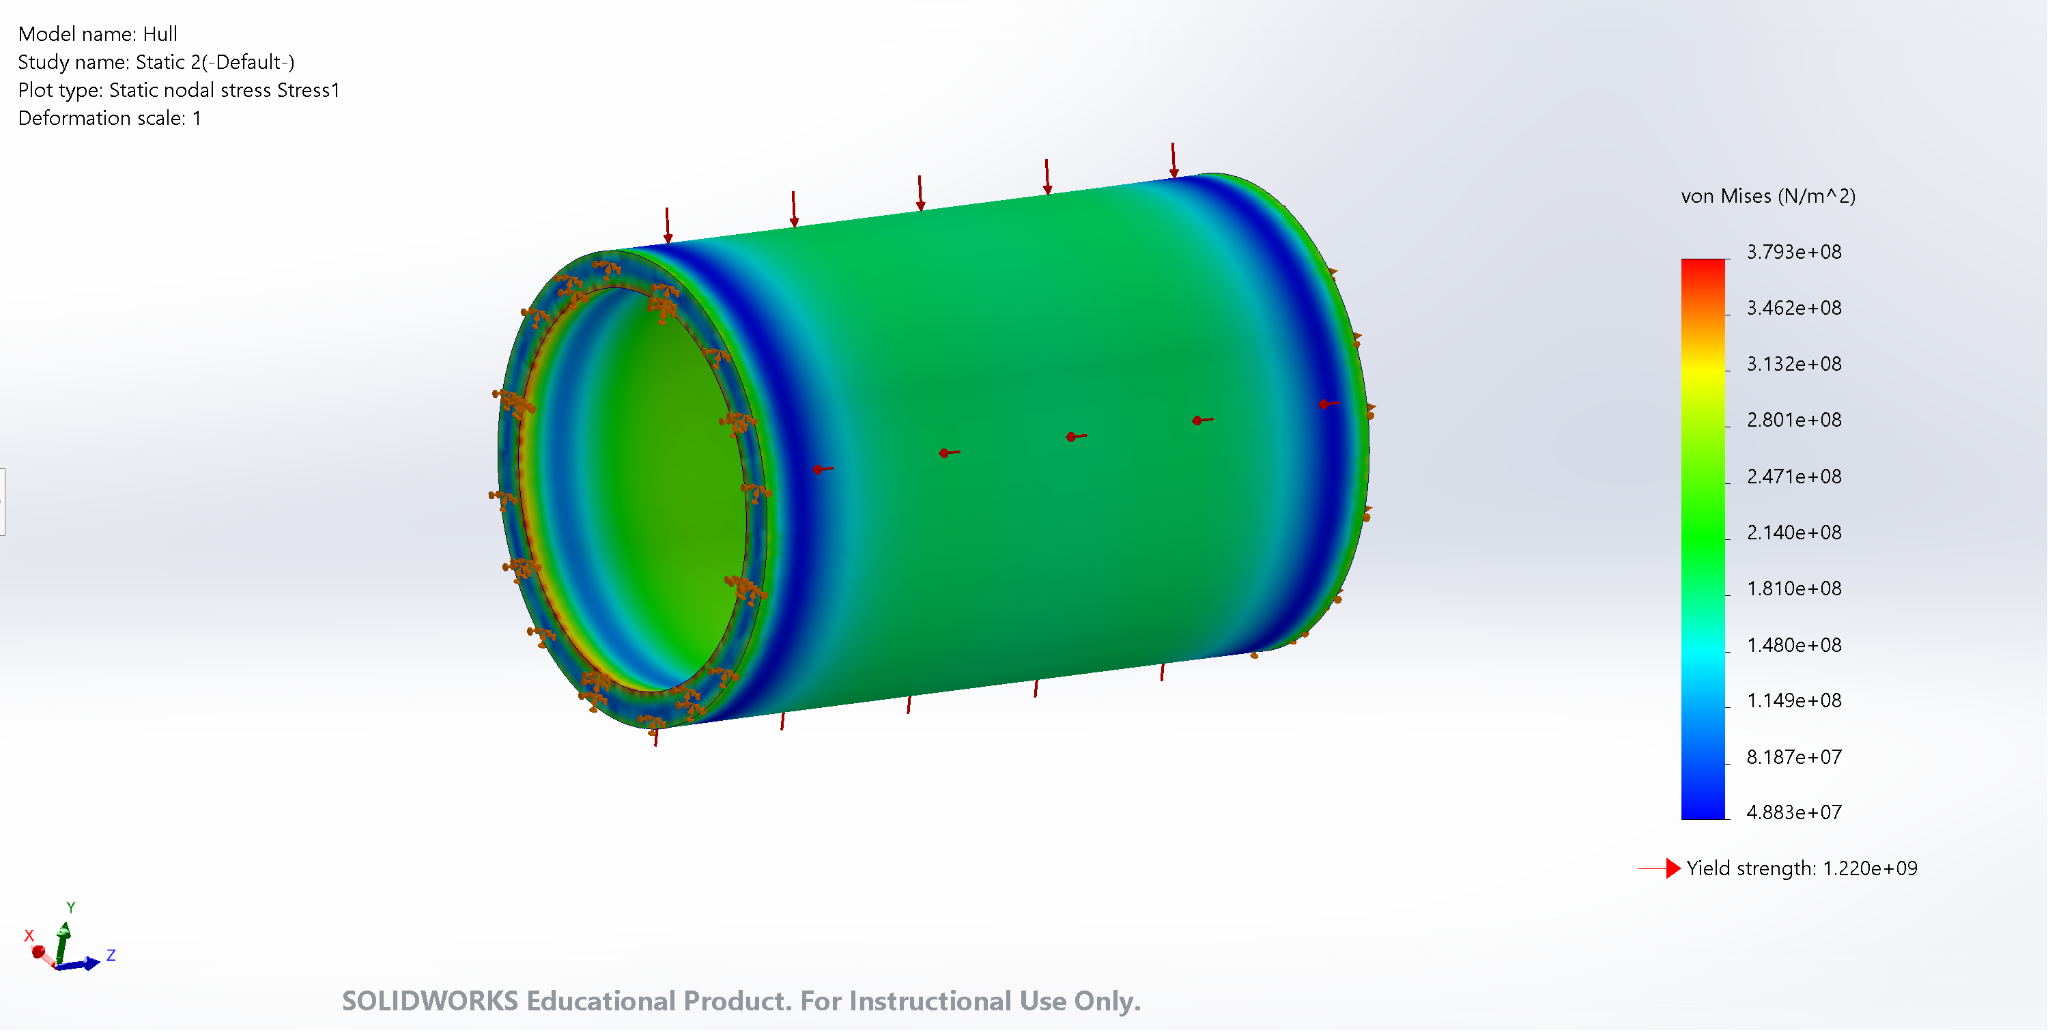 Model name: Hull
Study name: Static 2(-Default-)
Plot type: Static nodal stress Stress1
Deformation scale: 1
von Mises (N/m^2)
3.793e+08
3.462e+08
3.132e+08
2.801e+08
2.471e+08
2.140e+08
1.810e+08
1.480e+08
1.149e+08
8.187e+07
4.883e+07
Yield strength: 1.220e+09
Y
X
Z
SOLIDWORKS Educational Product. For Instructional Use Only.